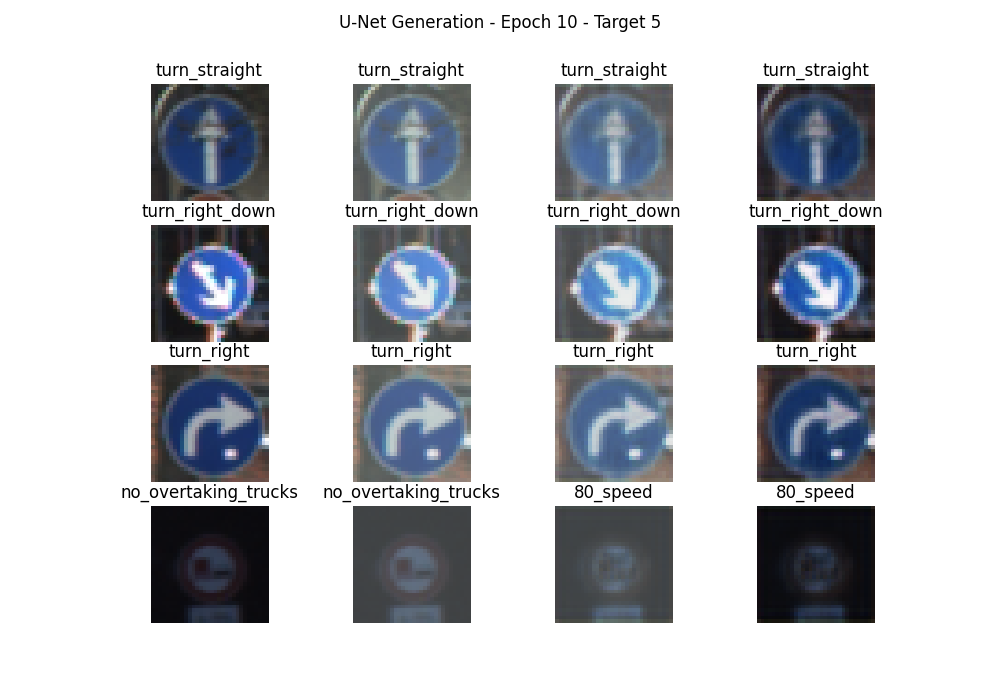 U-Net Generation - Epoch 10 - Target 5
turn_straight turn_straight turn_straight turn_straight
turn_right_down turn_right_down turn_right_down turn_right_down
turn_right turn_right turn_right turn_right
no_overtaking_trucks no_overtaking_trucks 80_speed 80_speed